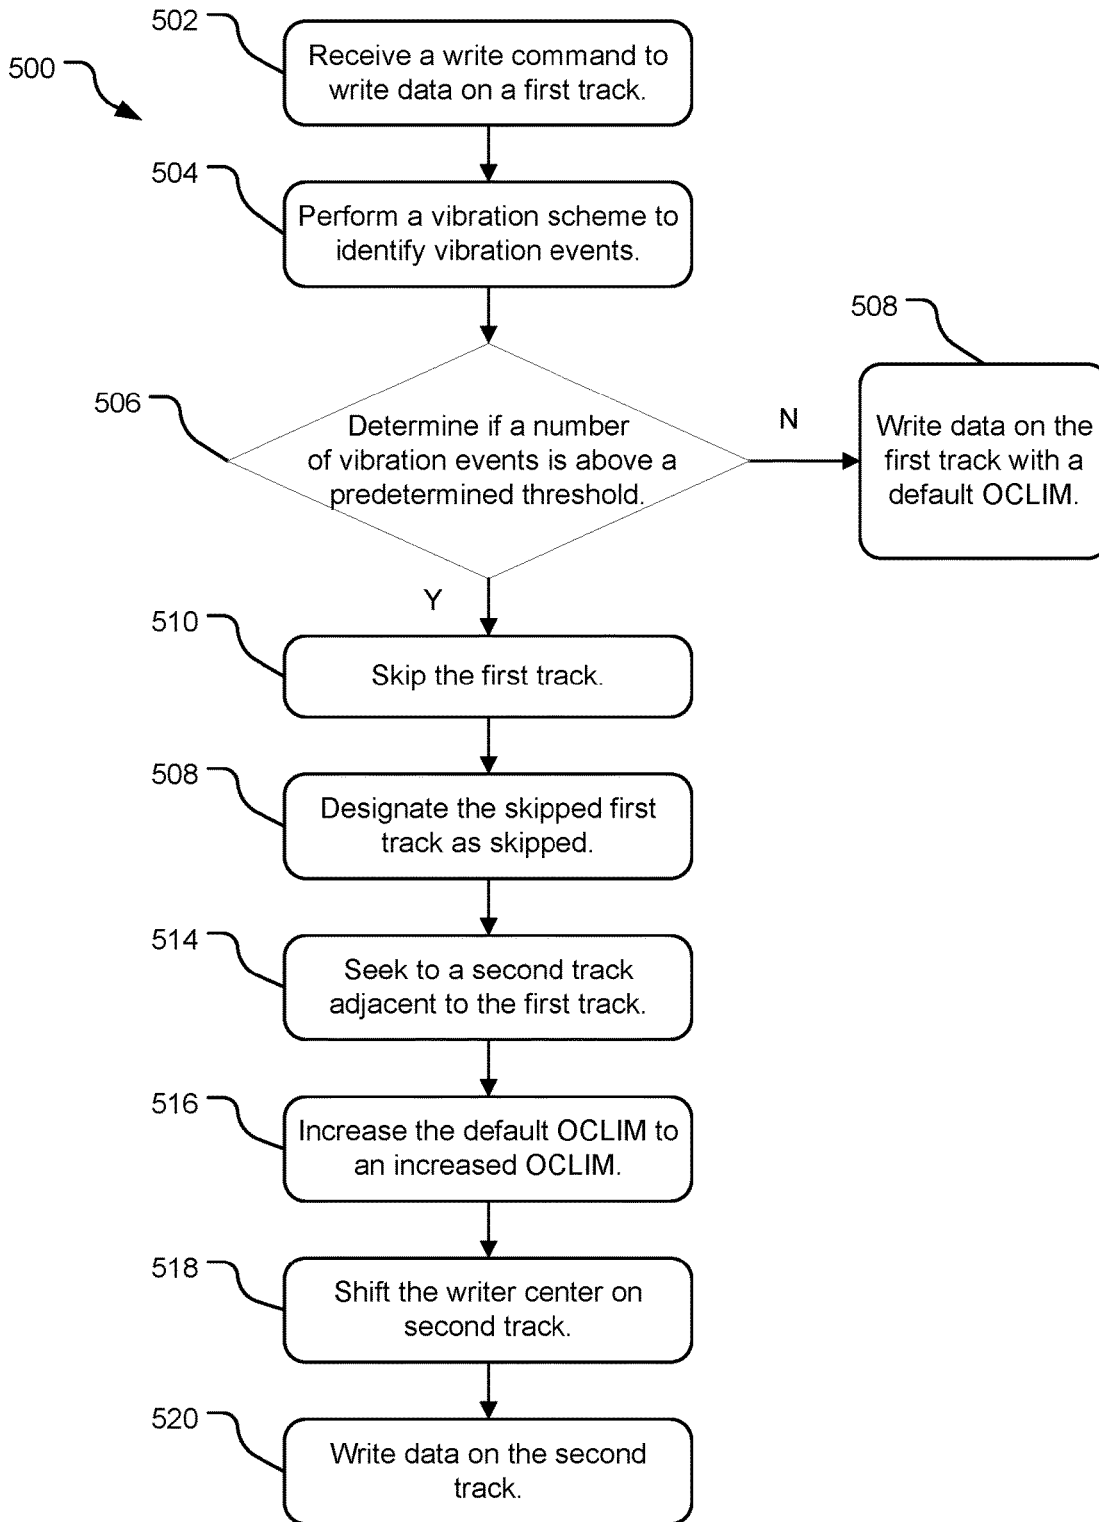 502
Receive a write command to
write data on a first track.
500
504
Perform a vibration scheme to
identify vibration events.
508
506
Determine if a number
of vibration events is above a
predetermined threshold.
N
Write data on the
first track with a
default OCLIM.
Y
510
Skip the first track.
508
Designate the skipped first
track as skipped.
514
Seek to a second track
adjacent to the first track.
516
Increase the default OCLIM to
an increased OCLIM.
518
Shift the writer center on
second track.
520
Write data on the second
track.